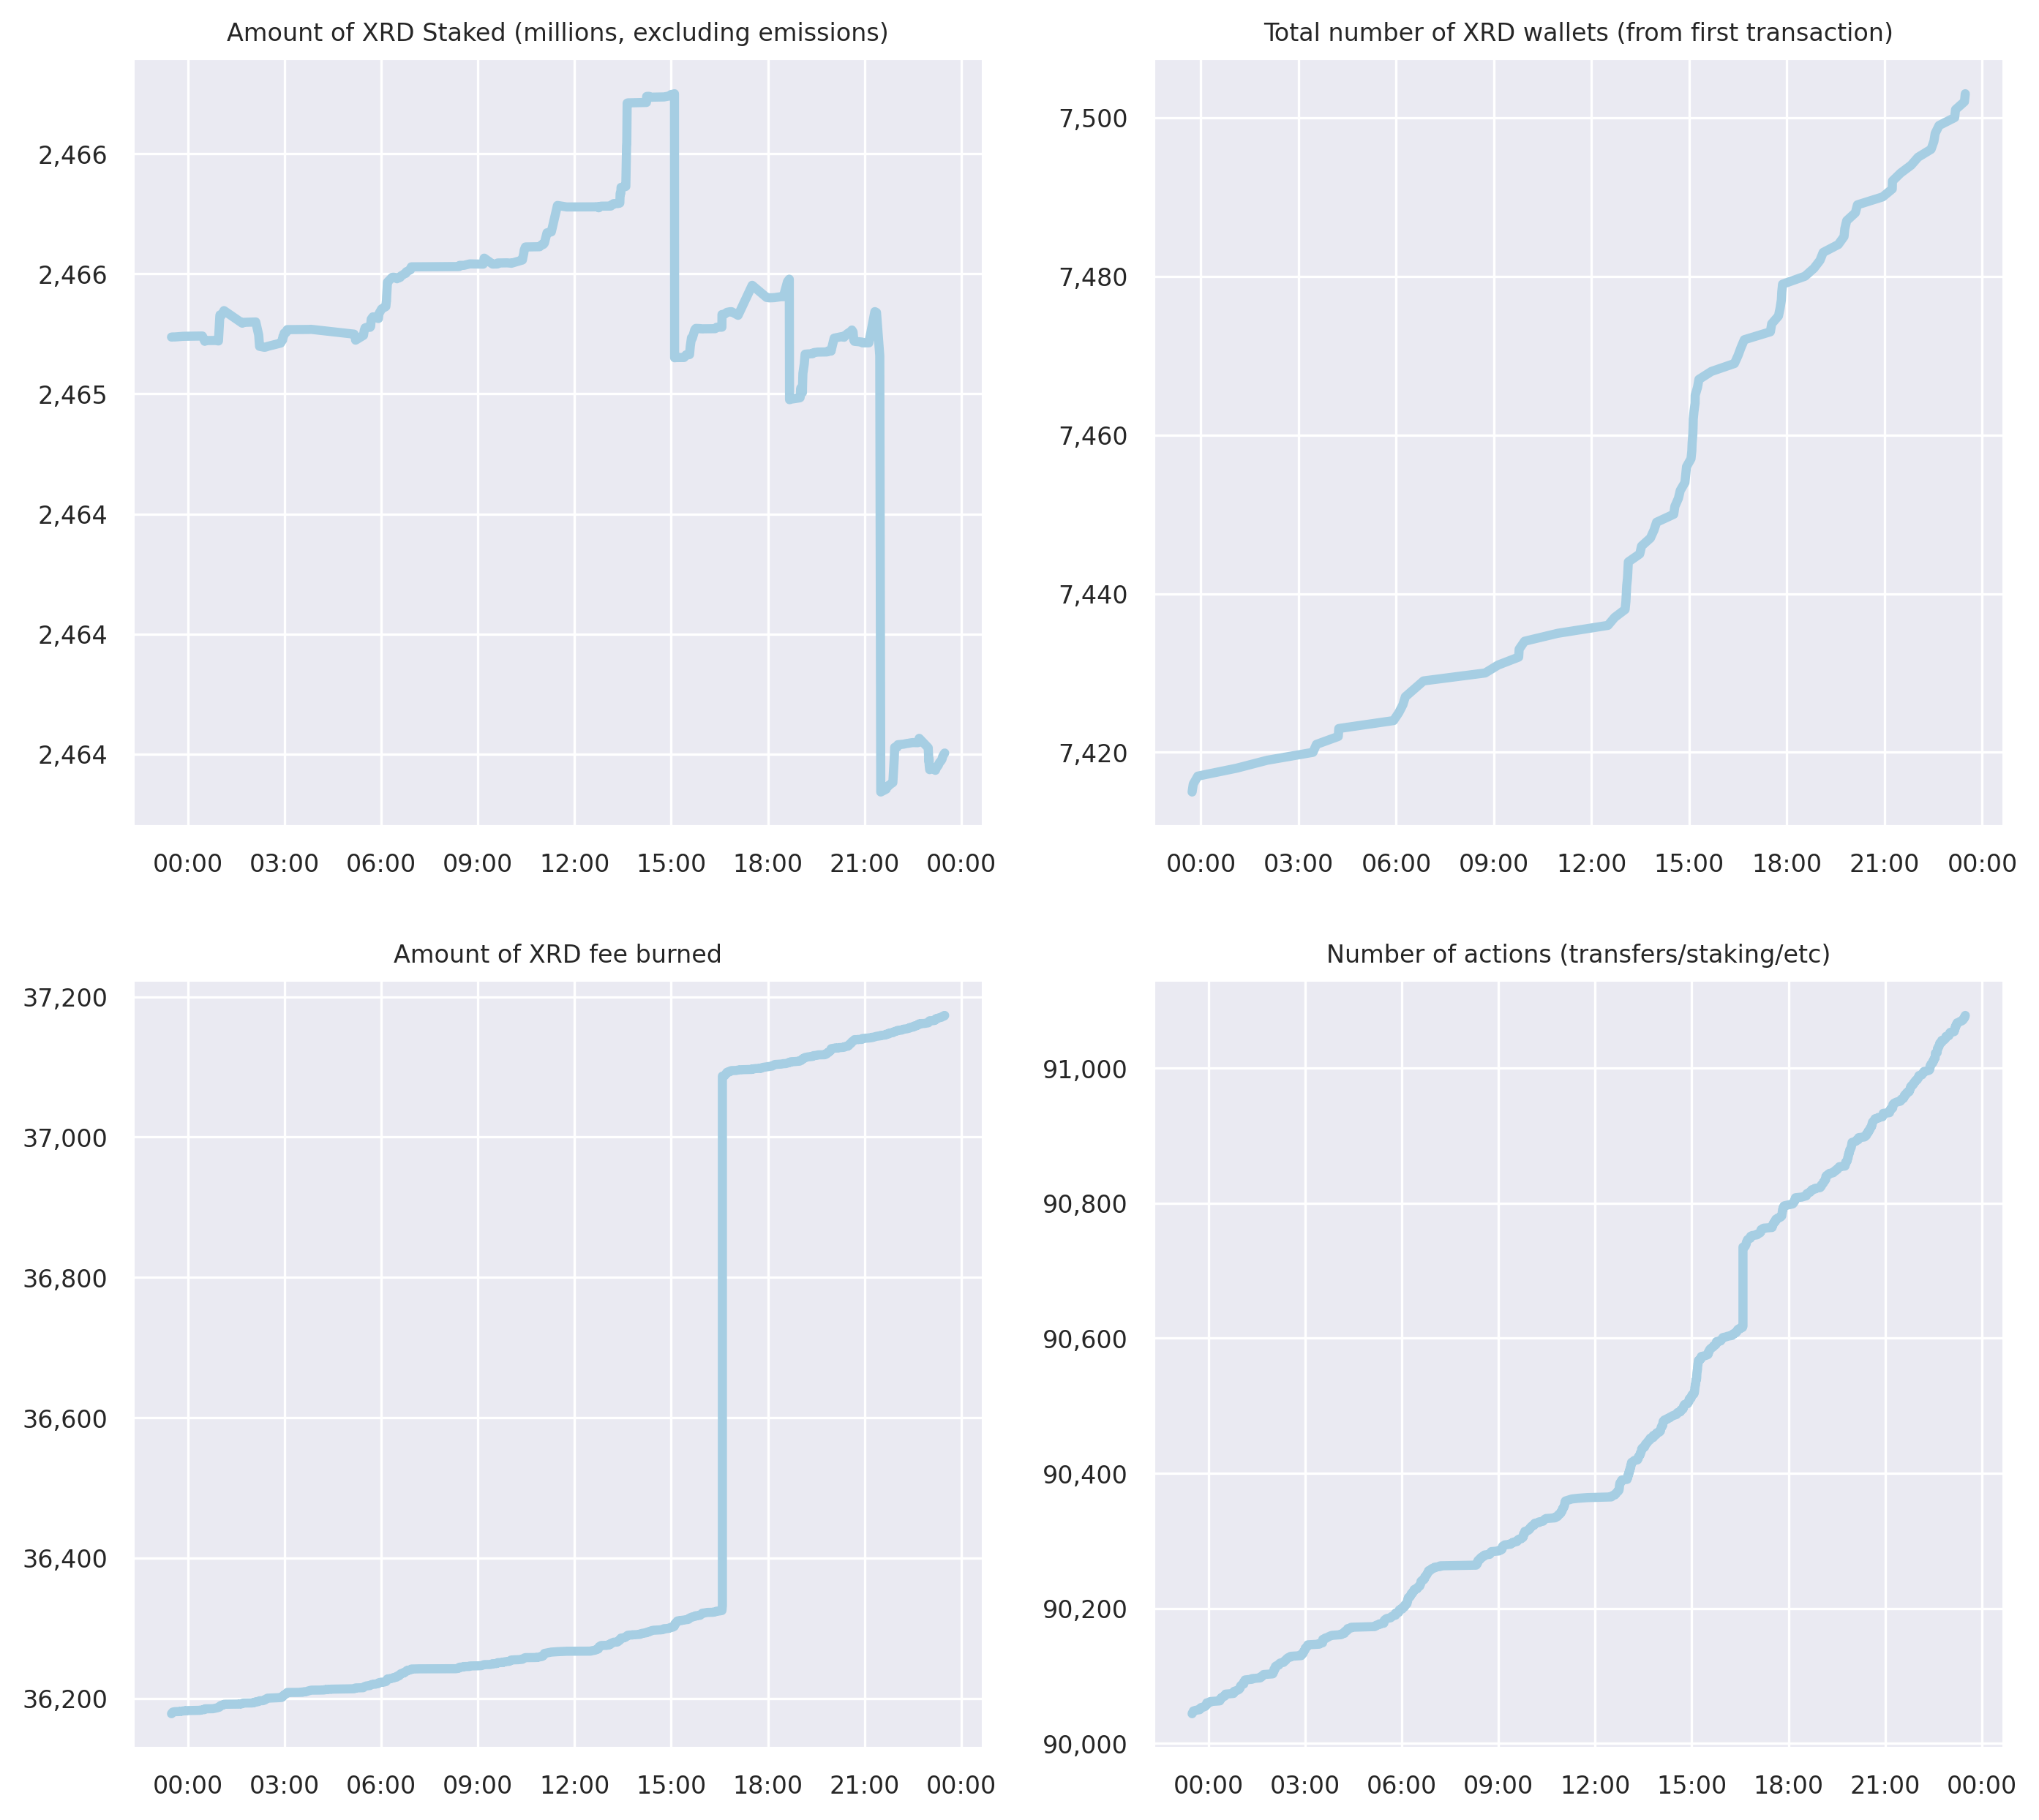 Amount of XRD Staked (millions, excluding emissions)
2,466
2,466
2,465
2,464
2,464
2,464
00:00 03:00 06:00 09:00 12:00 15:00 18:00 21:00 00:00
Total number of XRD wallets (from first transaction)
7,500
7,480
7,460
7,440
7,420
00:00 03:00 06:00 09:00 12:00 15:00 18:00 21:00 00:00
Amount of XRD fee burned
37,200
37,000
36,800
36,600
36,400
36,200
00:00 03:00 06:00 09:00 12:00 15:00 18:00 21:00 00:00
Number of actions (transfers/staking/etc)
91,000
90,800
90,600
90,400
90,200
90,000
00:00 03:00 06:00 09:00 12:00 15:00 18:00 21:00 00:00